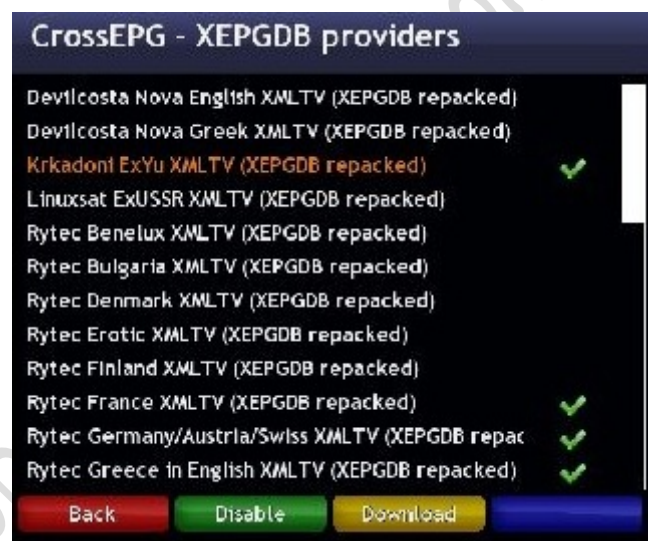 CrossEPG - XEPGDB providers
Devilcosta Nova English XMLTV (XEPGDB repacked)
Devilcosta Nova Greek XMLTV (XEPGDB repacked)
Krkadoni ExYu XMLTV (XEPGDB repacked)
Linuxsat ExUSSR XMLTV (XEPGDB repacked)
Rytec Benelux XMLTV (XEPGDB repacked)
Rytec Bulgaria XMLTV (XEPGDB repacked)
Rytec Denmark XMLTV (XEPGDB repacked)
Rytec Erotic XMLTV (XEPGDB repacked)
Rytec Finland XMLTV (XEPGDB repacked)
Rytec France XMLTV (XEPGDB repacked)
Rytec Germany/Austria/Swiss XMLTV (XEPGDB repac
Rytec Greece in English XMLTV (XEPGDB repacked)
Back Disable Download